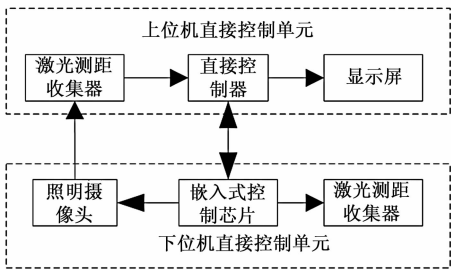 上位机直接控制单元
激光测距
收集器
直接控
制器
显示屏
照明摄
像头
嵌入式控
制芯片
激光测距
收集器
下位机直接控制单元